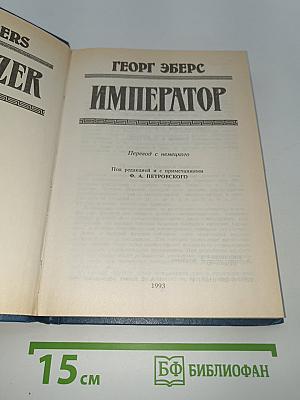 ERS
ZER
ГЕОРГ ЭБЕРС
ИМПЕРАТОР
Перевод с немецкого
Под редакцией и с примечаниями
Ф. А. ПЕТРОВСКОГО
1993
15 см
БФ БИБЛИОФАН